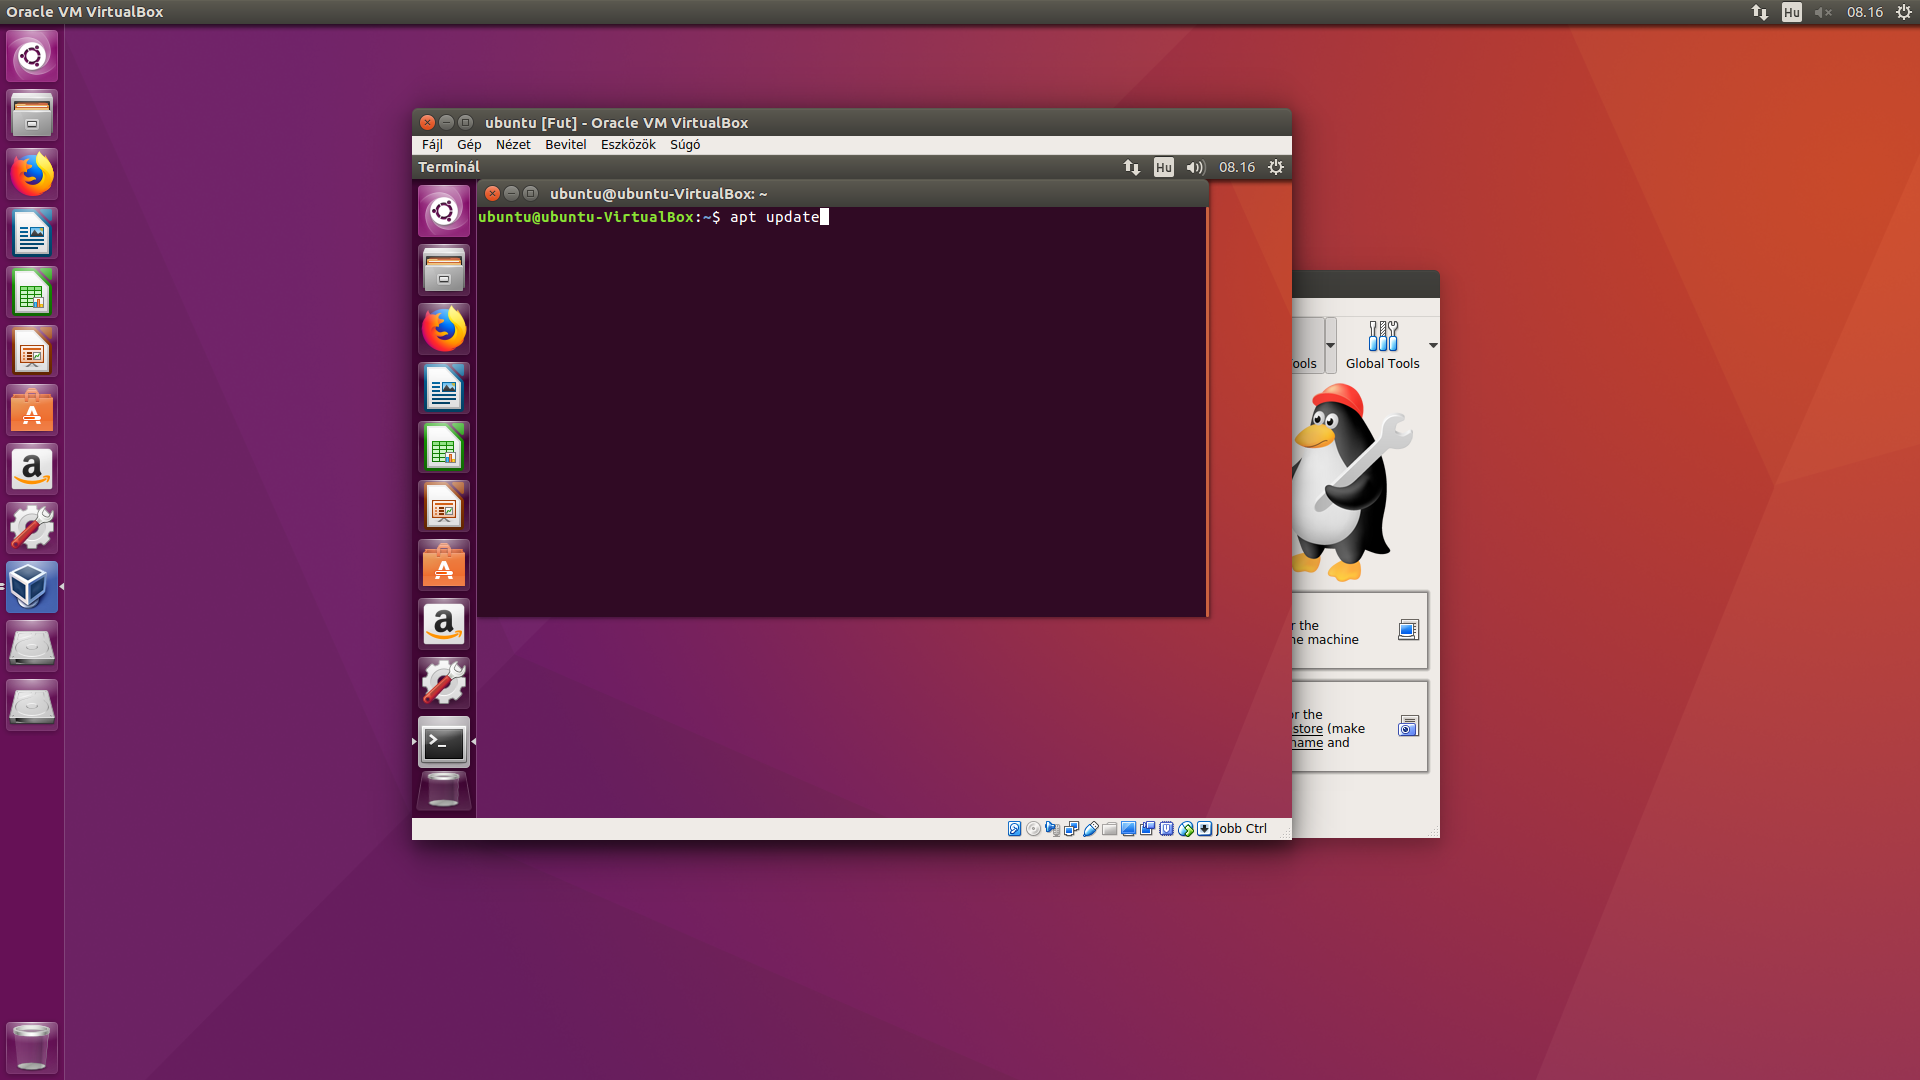 Oracle VM VirtualBox
Hu
08.16
ubuntu [Fut] - Oracle VM VirtualBox
Fájl Gép Nézet Bevitel Eszközök Súgó
Terminál
Hu
08.16
ubuntu@ubuntu-VirtualBox: ~
ubuntu@ubuntu-VirtualBox:~$ apt update
ools
Global Tools
r the
ne machine
or the
store (make
name and
Jobb Ctrl